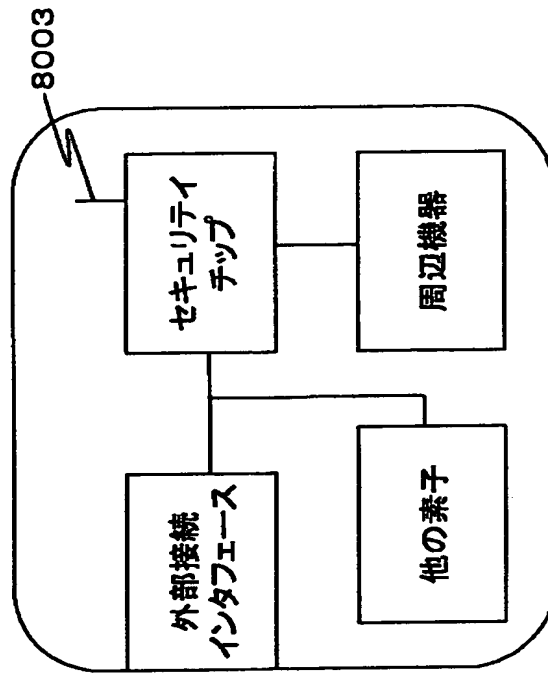 8003
セキュリティ
チップ
外部接続
インタフェース
周辺機器
他の素子